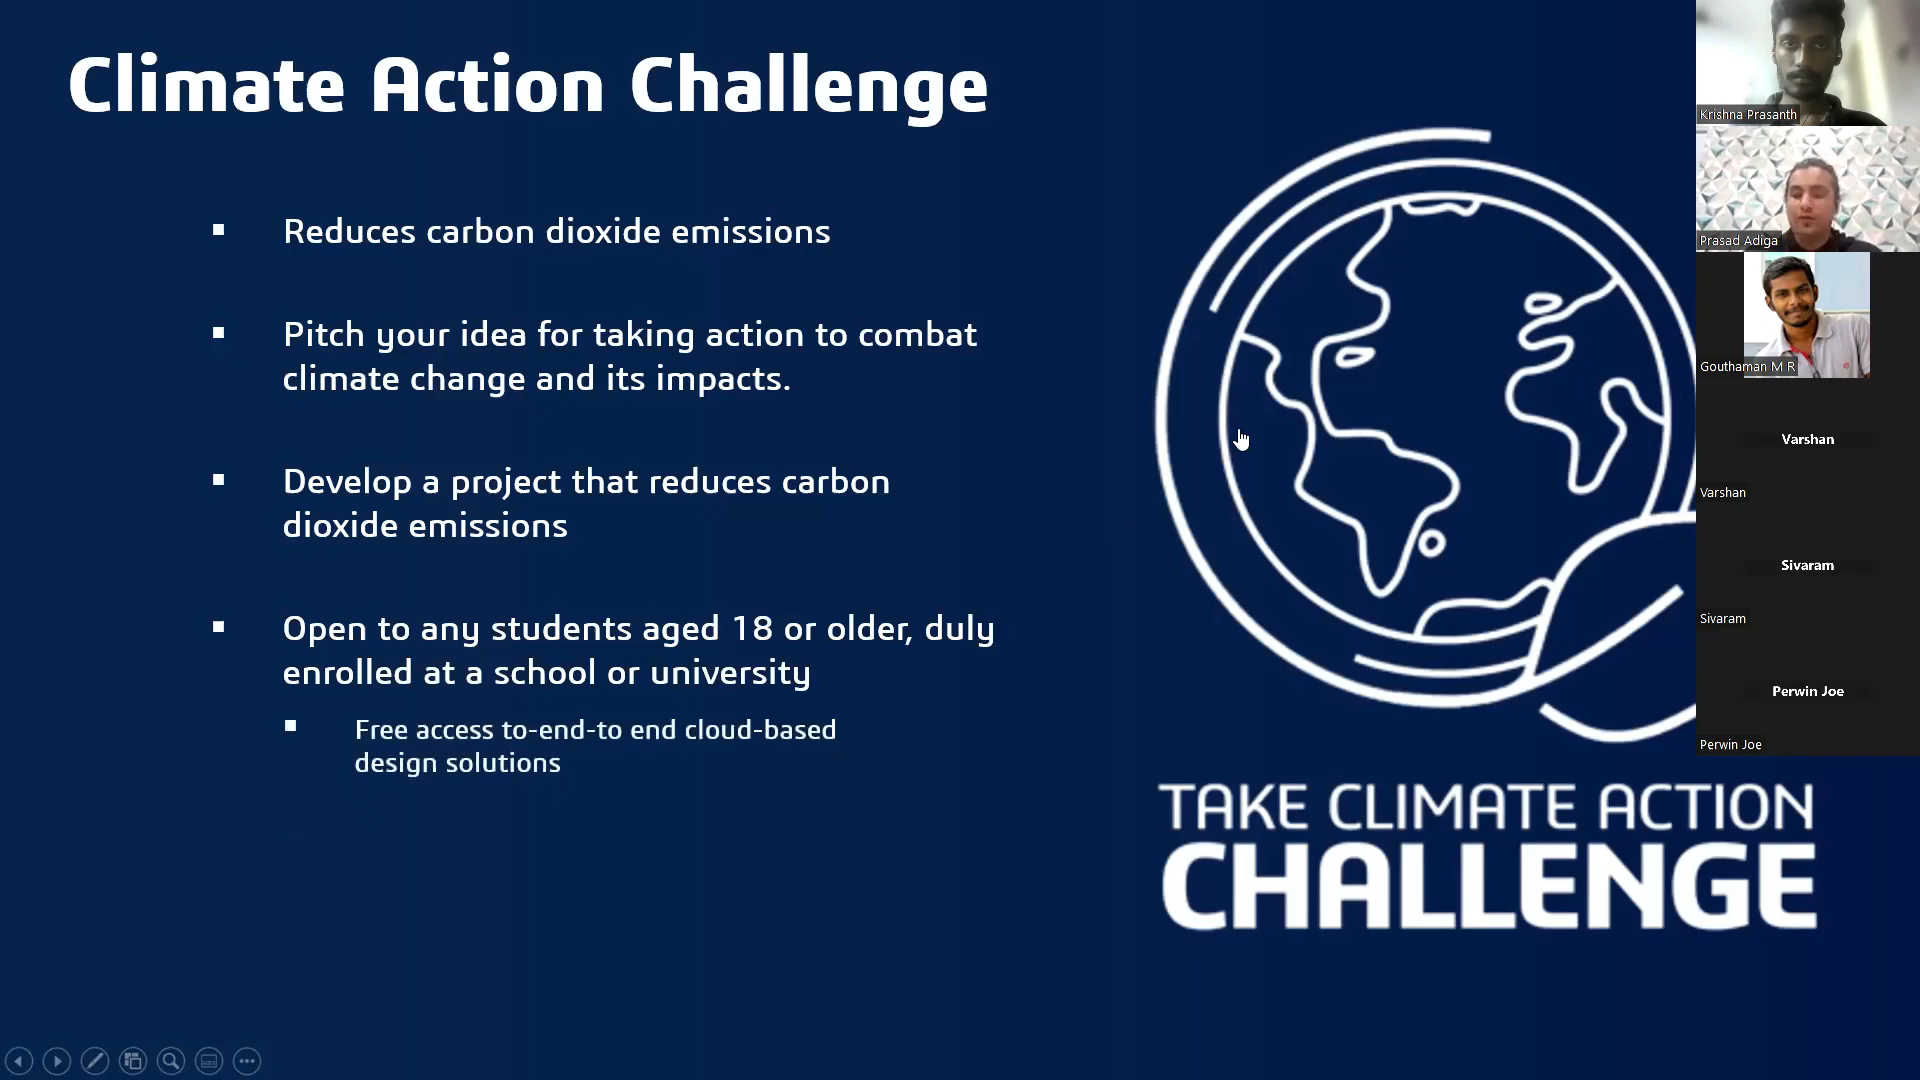 Climate Action Challenge
Reduces carbon dioxide emissions
Pitch your idea for taking action to combat
climate change and its impacts.
Develop a project that reduces carbon
dioxide emissions
Open to any students aged 18 or older, duly
enrolled at a school or university
Free access to-end-to end cloud-based
design solutions
TAKE CLIMATE ACTION
CHALLENGE
Krishna Prasanth
Prasad Adiga
Gouthaman M R
Varshan
Varshan
Sivaram
Sivaram
Perwin Joe
Perwin Joe